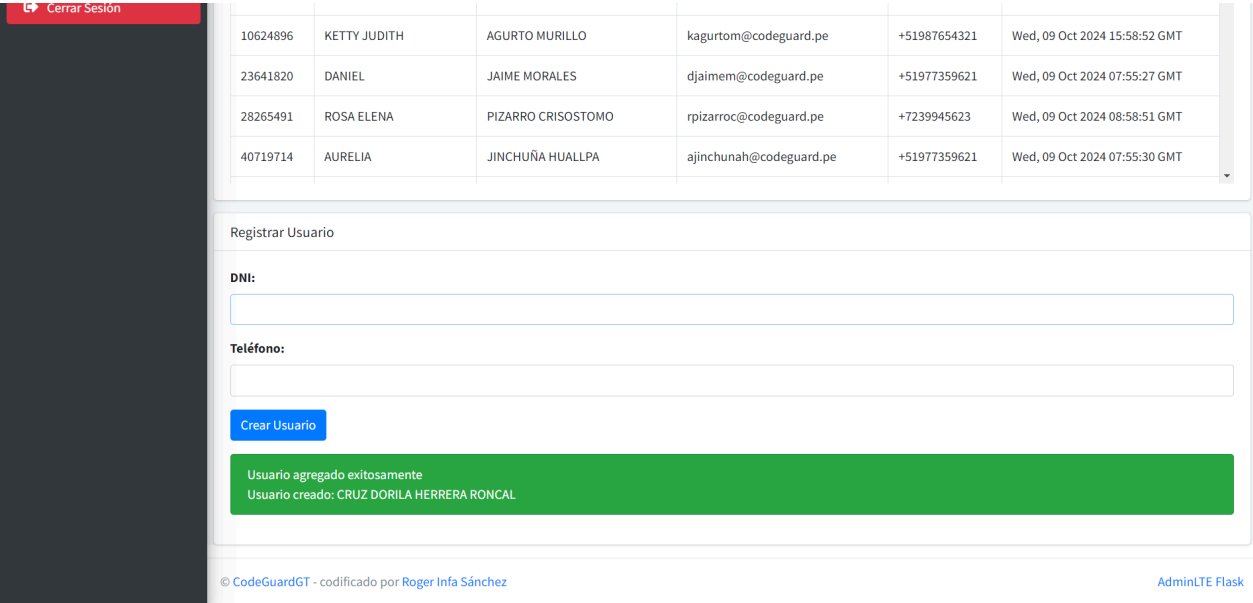 Cerrar Sesión
10624896 KETTY JUDITH AGURTO MURILLO kagurtom@codeguard.pe +51987654321 Wed, 09 Oct 2024 15:58:52 GMT
23641820 DANIEL JAIME MORALES djaimem@codeguard.pe +51977359621 Wed, 09 Oct 2024 07:55:27 GMT
28265491 ROSA ELENA PIZARRO CRISOSTOMO rpizarroc@codeguard.pe +7239945623 Wed, 09 Oct 2024 08:58:51 GMT
40719714 AURELIA JINCHUÑA HUALLPA ajinchunah@codeguard.pe +51977359621 Wed, 09 Oct 2024 07:55:30 GMT
Registrar Usuario
DNI:
Teléfono:
Crear Usuario
Usuario agregado exitosamente
Usuario creado: CRUZ DORILA HERRERA RONCAL
© CodeGuardGT - codificado por Roger Infa Sánchez AdminLTE Flask